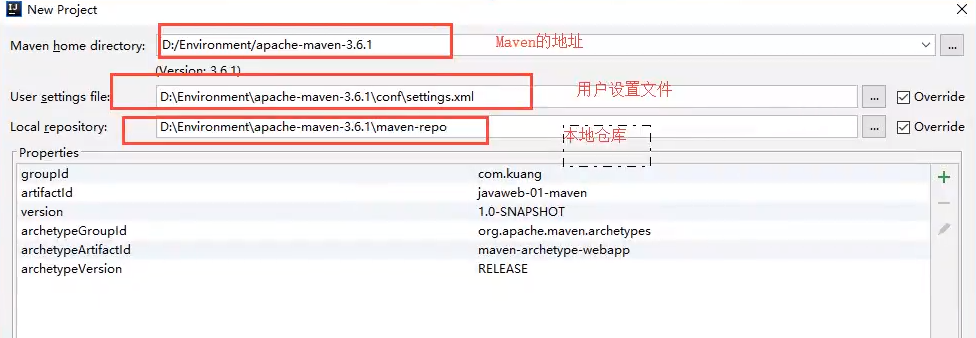 New Project
Maven home directory: D:/Environment/apache-maven-3.6.1 Maven的地址 ...
(Version: 3.6.1)
User settings file: D:\Environment\apache-maven-3.6.1\conf\settings.xml 用户设置文件 ... Override
Local repository: D:\Environment\apache-maven-3.6.1\maven-repo 本地仓库 ... Override
Properties
groupId com.kuang
artifactId javaweb-01-maven
version 1.0-SNAPSHOT
archetypeGroupId org.apache.maven.archetypes
archetypeArtifactId maven-archetype-webapp
archetypeVersion RELEASE